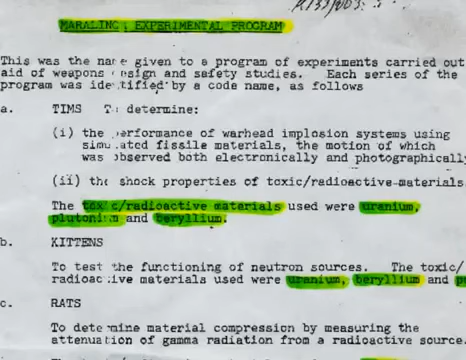 MARALINGA EXPERIMENTAL PROGRAM
This was the name given to a program of experiments carried out
aid of weapons design and safety studies. Each series of the
program was identified by a code name, as follows
a. TIMS To determine:
(i) the performance of warhead implosion systems using
simulated fissile materials, the motion of which
was observed both electronically and photographically
(ii) the shock properties of toxic/radioactive materials
The toxic/radioactive materials used were uranium,
plutonium and beryllium.
b. KITTENS
To test the functioning of neutron sources. The toxic/
radioactive materials used were uranium, beryllium and
c. RATS
To determine material compression by measuring the
attenuation of gamma radiation from a radioactive source.